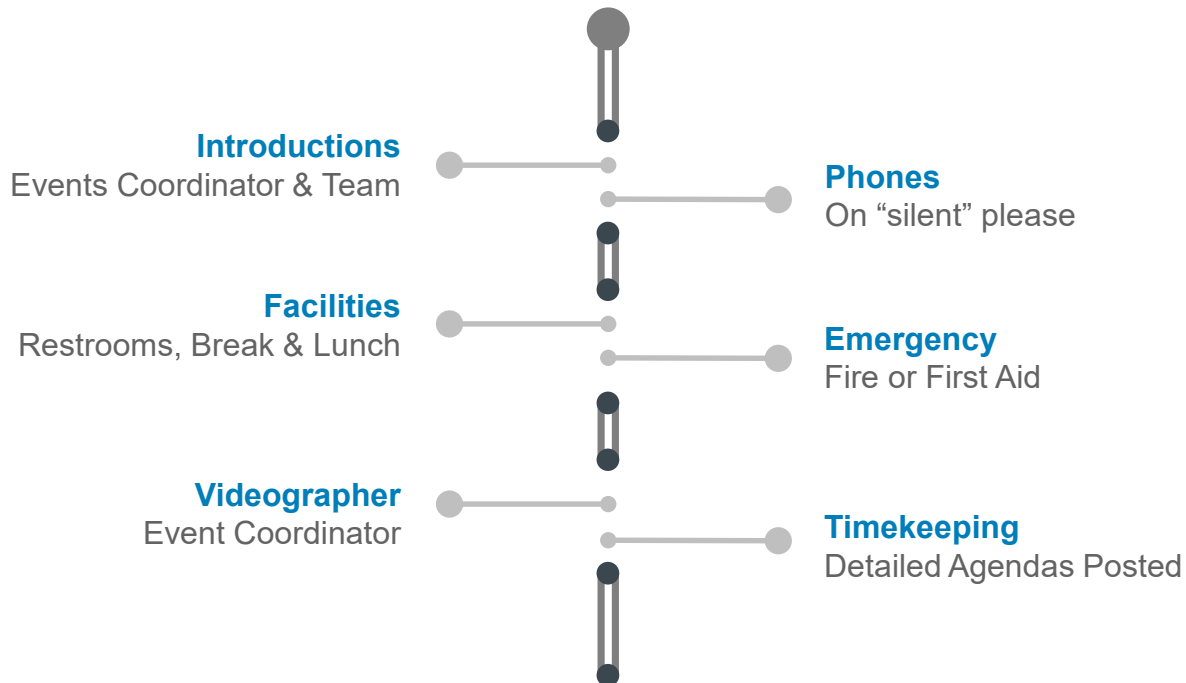 Introductions
Events Coordinator & Team
Phones
On “silent” please
Facilities
Restrooms, Break & Lunch
Emergency
Fire or First Aid
Videographer
Event Coordinator
Timekeeping
Detailed Agendas Posted